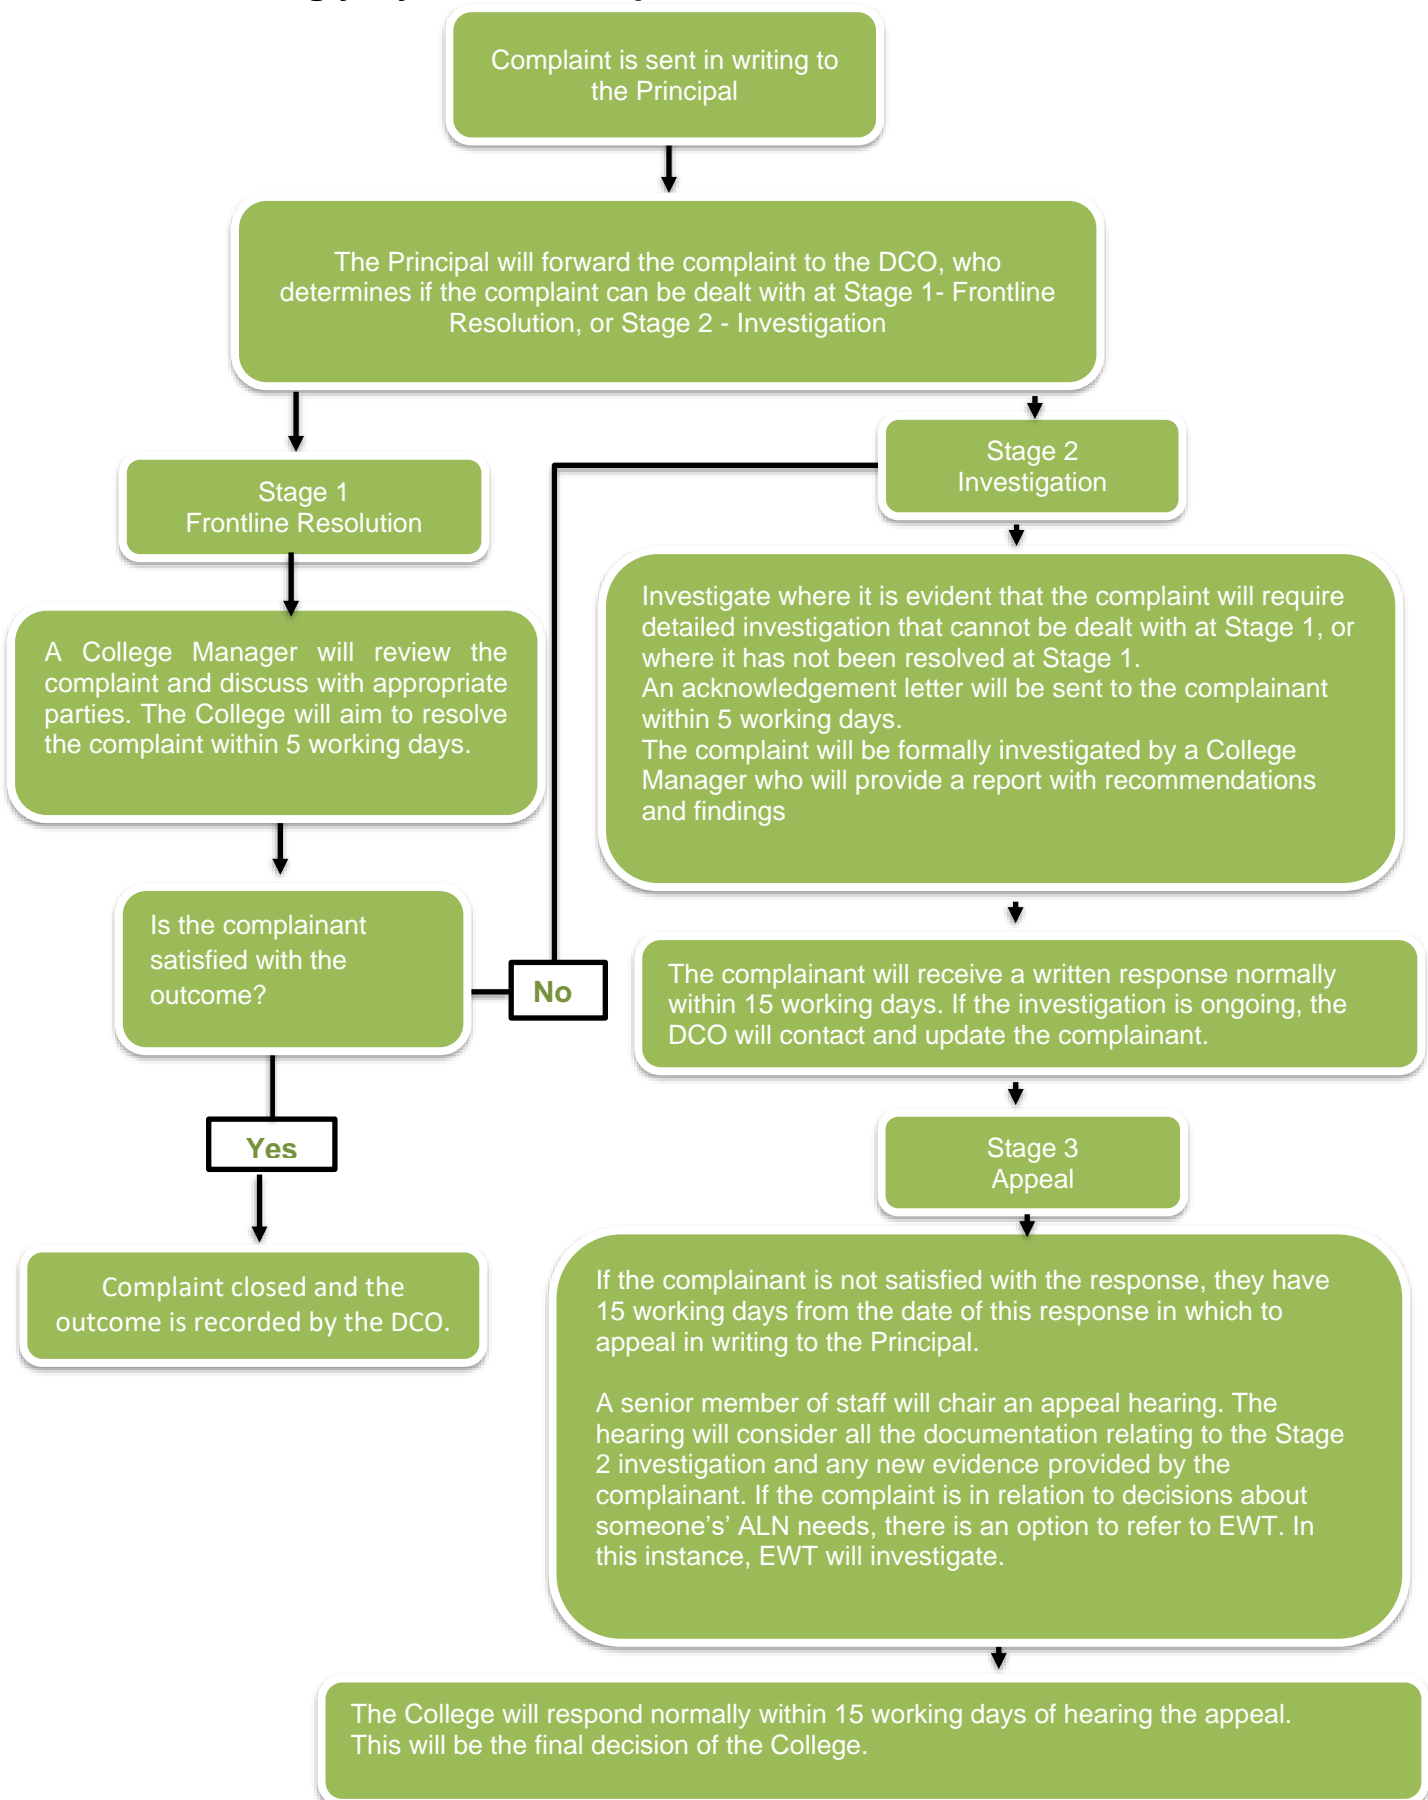 Complaint is sent in writing to
the Principal
The Principal will forward the complaint to the DCO, who
determines if the complaint can be dealt with at Stage 1- Frontline
Resolution, or Stage 2 - Investigation
Stage 1
Frontline Resolution
A College Manager will review the
complaint and discuss with appropriate
parties. The College will aim to resolve
the complaint within 5 working days.
Is the complainant
satisfied with the
outcome?
No
Yes
Complaint closed and the
outcome is recorded by the DCO.
Stage 2
Investigation
Investigate where it is evident that the complaint will require
detailed investigation that cannot be dealt with at Stage 1, or
where it has not been resolved at Stage 1.
An acknowledgement letter will be sent to the complainant
within 5 working days.
The complaint will be formally investigated by a College
Manager who will provide a report with recommendations
and findings
The complainant will receive a written response normally
within 15 working days. If the investigation is ongoing, the
DCO will contact and update the complainant.
Stage 3
Appeal
If the complainant is not satisfied with the response, they have
15 working days from the date of this response in which to
appeal in writing to the Principal.
A senior member of staff will chair an appeal hearing. The
hearing will consider all the documentation relating to the Stage
2 investigation and any new evidence provided by the
complainant. If the complaint is in relation to decisions about
someone's' ALN needs, there is an option to refer to EWT. In
this instance, EWT will investigate.
The College will respond normally within 15 working days of hearing the appeal.
This will be the final decision of the College.